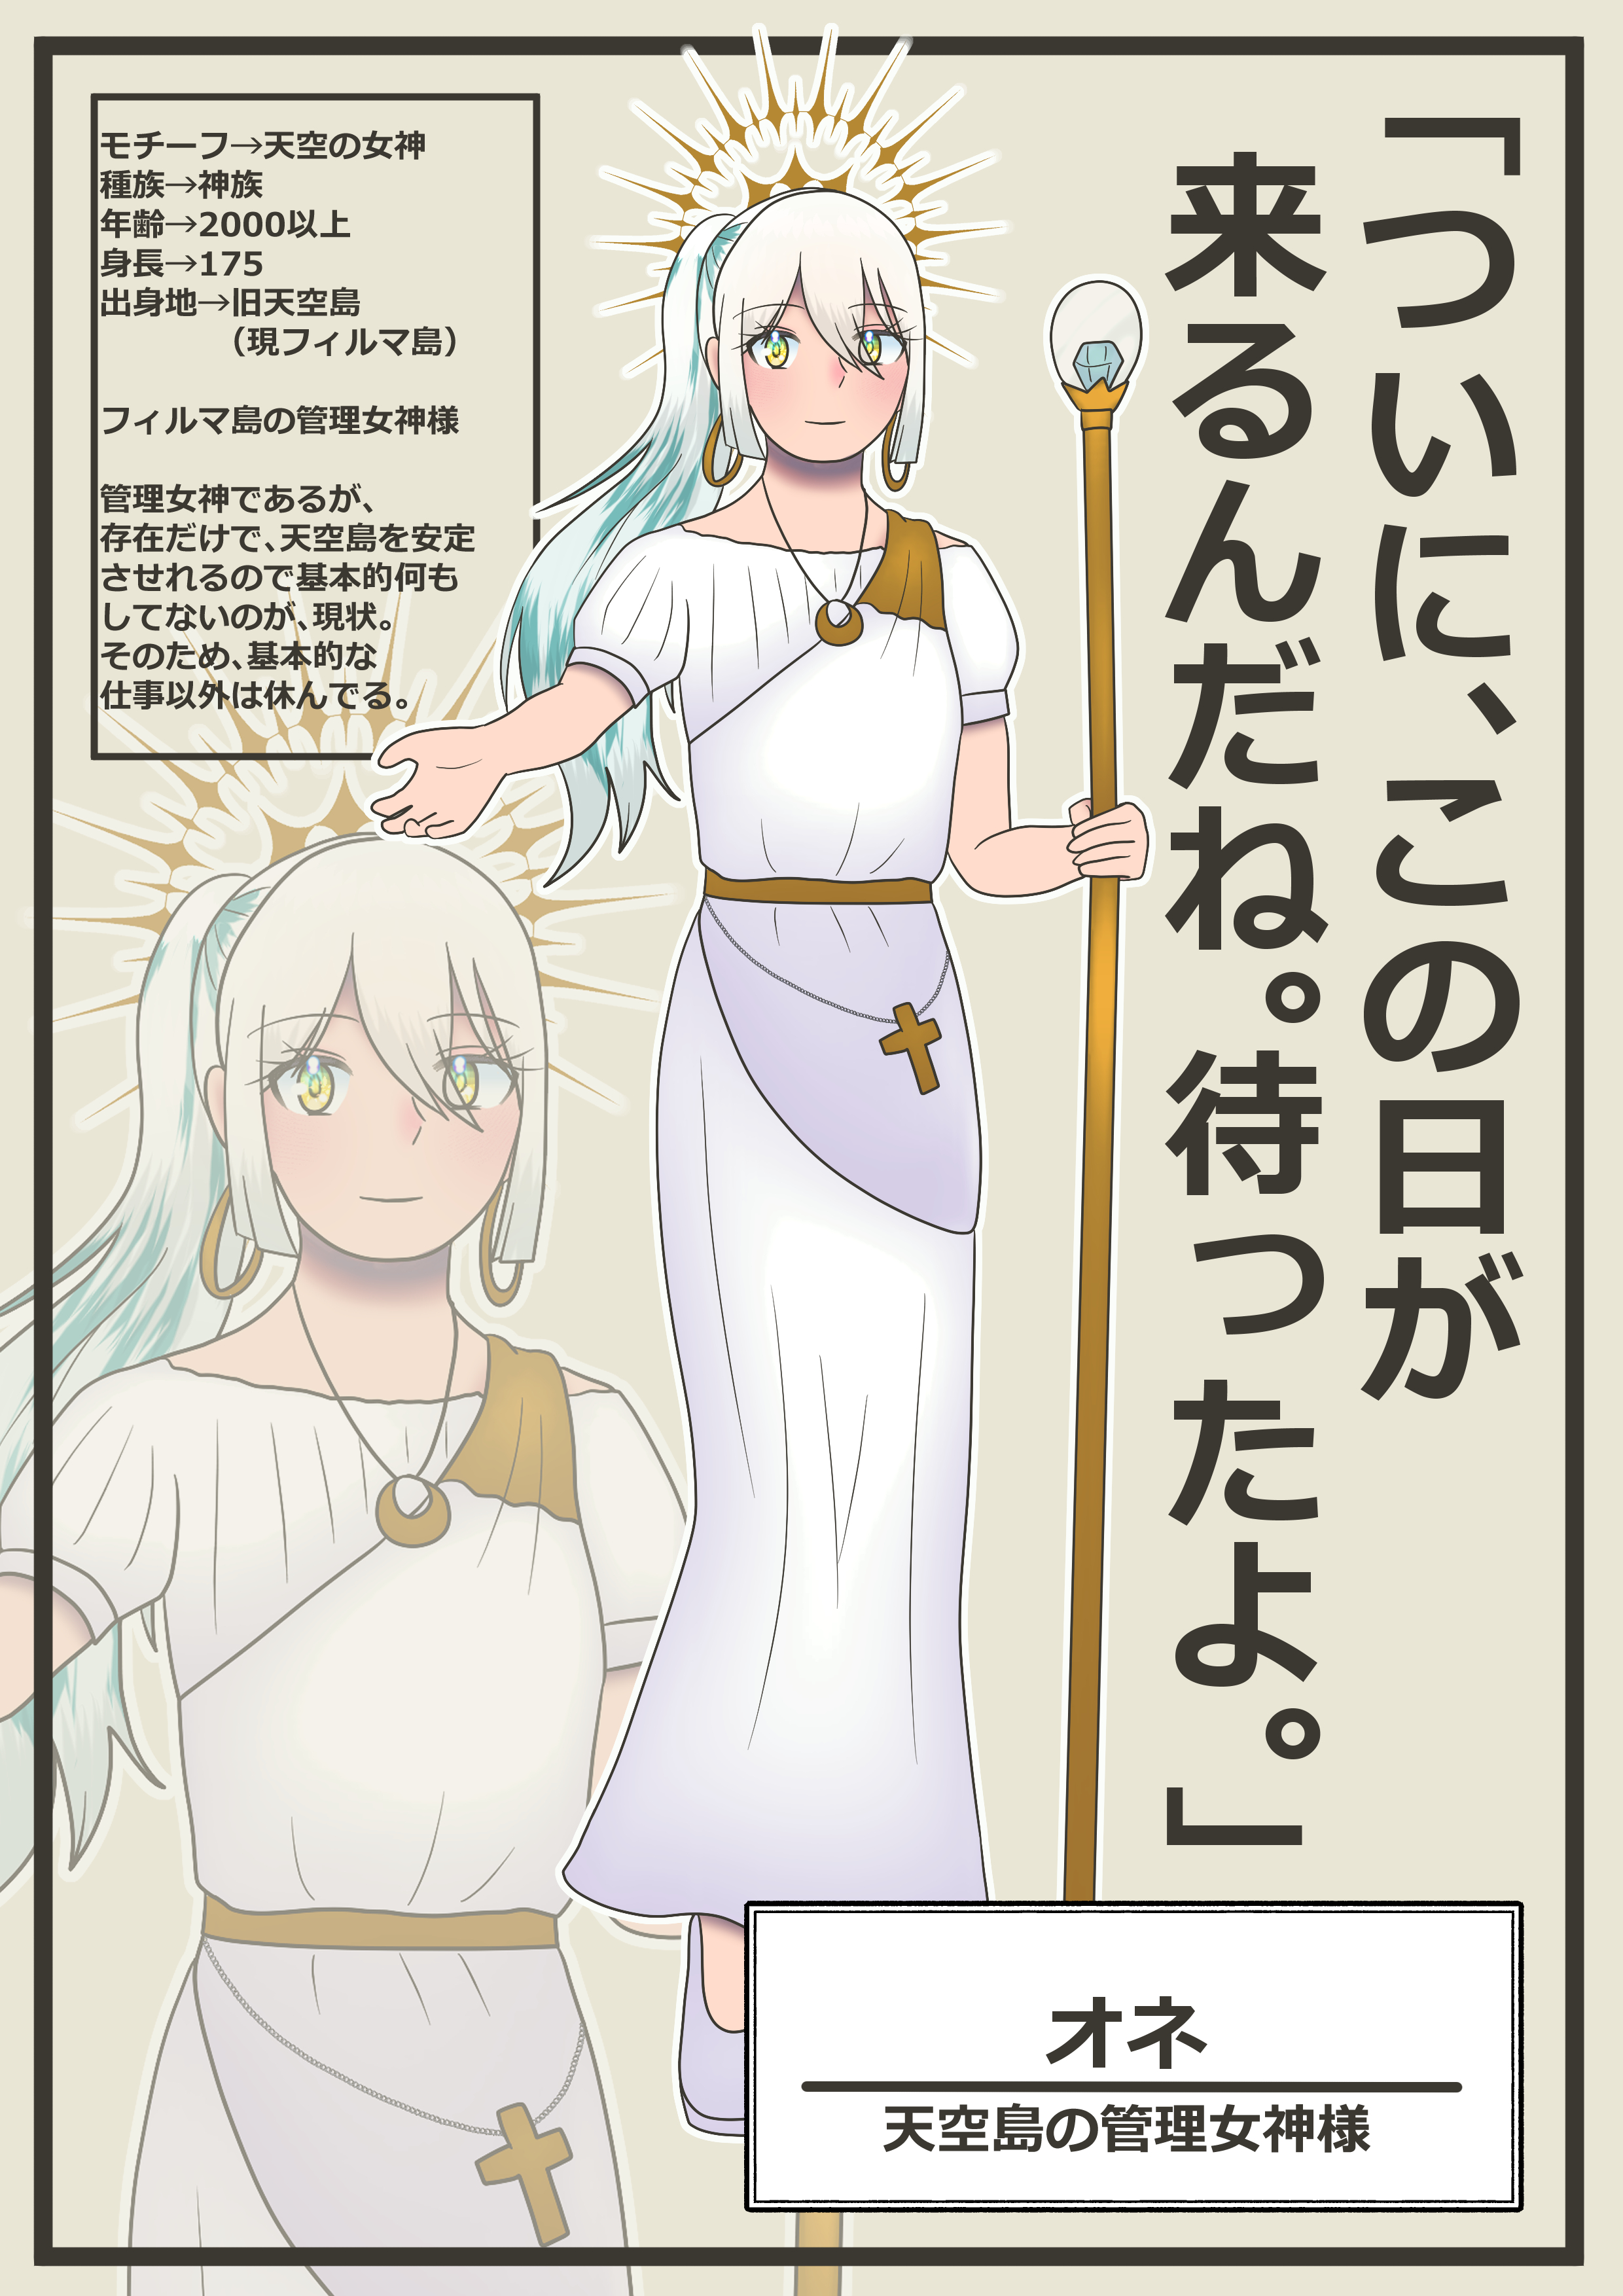 「ついに、この日が
来るんだね。待ったよ。」
モチーフ→天空の女神
種族→神族
年齢→2000以上
身長→175
出身地→旧天空島
（現フィルマ島）
フィルマ島の管理女神様
管理女神であるが、
存在だけで、天空島を安定
させれるので基本的何も
してないのが、現状。
そのため、基本的な
仕事以外は休んでる。
オネ
天空島の管理女神様